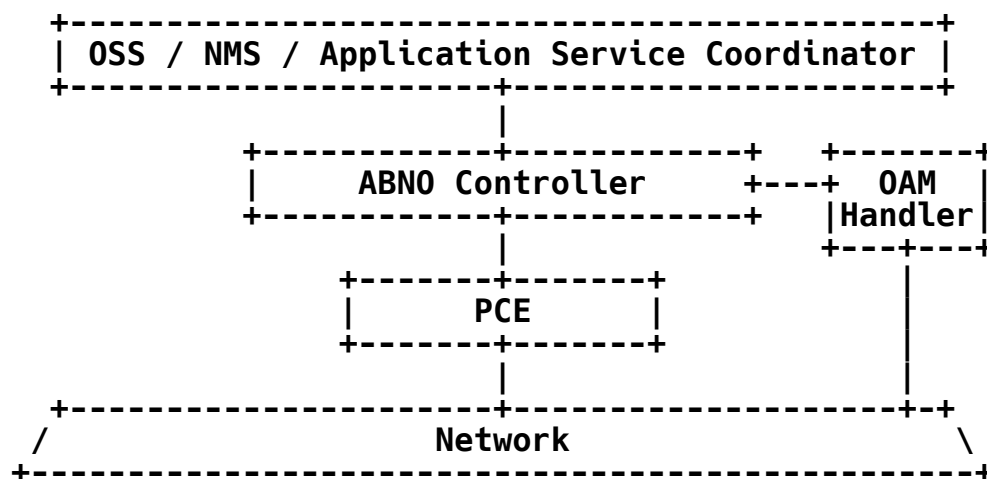 OSS / NMS / Application Service Coordinator
ABNO Controller OAM
Handler
PCE
Network